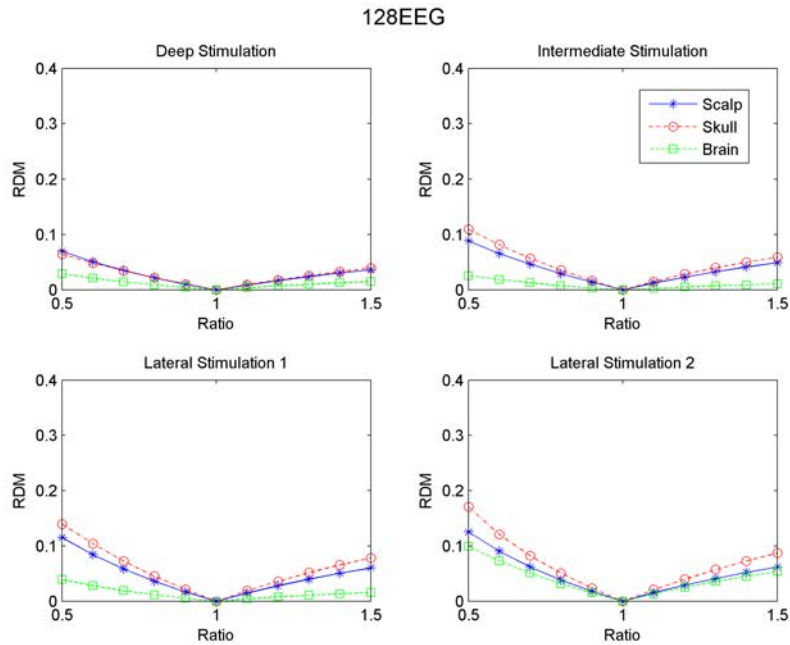 128EEG
Deep Stimulation
0.4
0.3
0.2
0.1
0
RDM
0.5
1
1.5
Ratio
Intermediate Stimulation
0.4
0.3
0.2
0.1
0
RDM
0.5
1
1.5
Ratio
Scalp
Skull
Brain
Lateral Stimulation 1
0.4
0.3
0.2
0.1
0
RDM
0.5
1
1.5
Ratio
Lateral Stimulation 2
0.4
0.3
0.2
0.1
0
RDM
0.5
1
1.5
Ratio